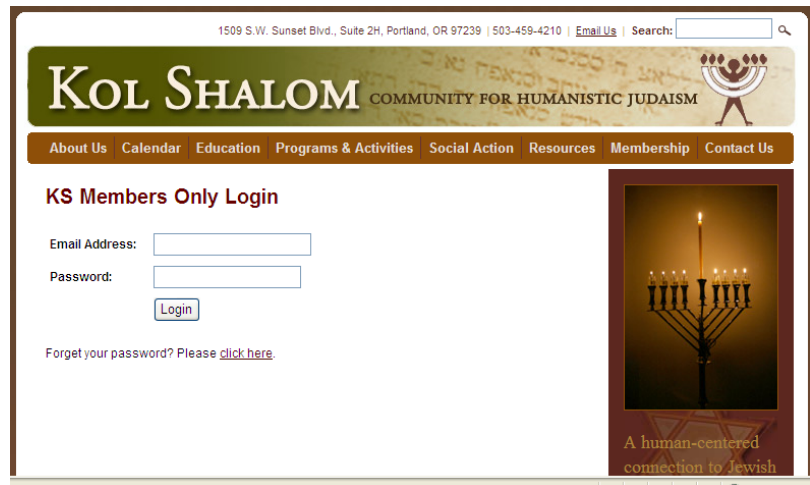 1509 S.W. Sunset Blvd., Suite 2H, Portland, OR 97239 | 503-459-4210 | Email Us | Search:
KOL SHALOM COMMUNITY FOR HUMANISTIC JUDAISM
About Us | Calendar | Education | Programs & Activities | Social Action | Resources | Membership | Contact Us
KS Members Only Login
Email Address:
Password:
Login
Forget your password? Please click here.
A human-centered
connection to Jewish